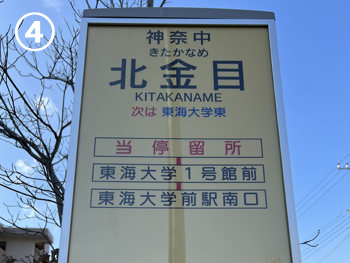 ④
神奈中
きたかなめ
北金目
KITAKANAME
次は 東海大学東
当停留所
東海大学1号館前
東海大学前駅南口